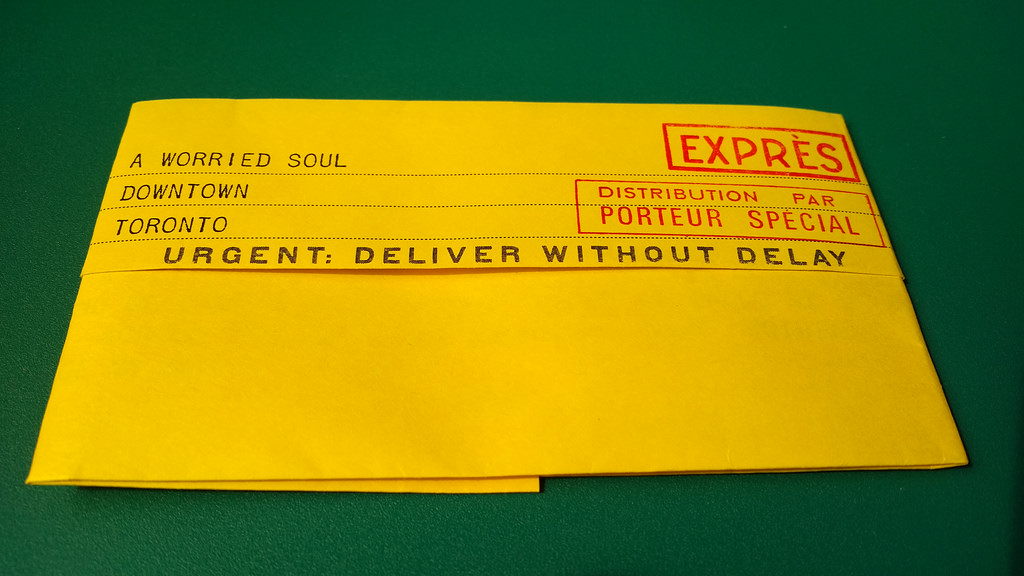 A WORRIED SOUL
DOWNTOWN
TORONTO
EXPRÈS
DISTRIBUTION PAR
PORTEUR SPÉCIAL
URGENT: DELIVER WITHOUT DELAY